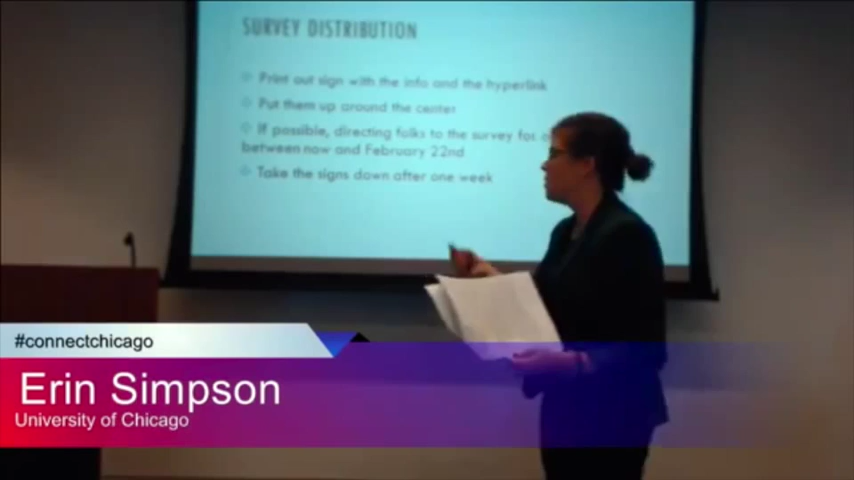 SURVEY DISTRIBUTION
Print out sign with the info and the hyperlink
Put them up around the center
If possible, directing folks to the survey for
between now and February 22nd
Take the signs down after one week
#connectchicago
Erin Simpson
University of Chicago